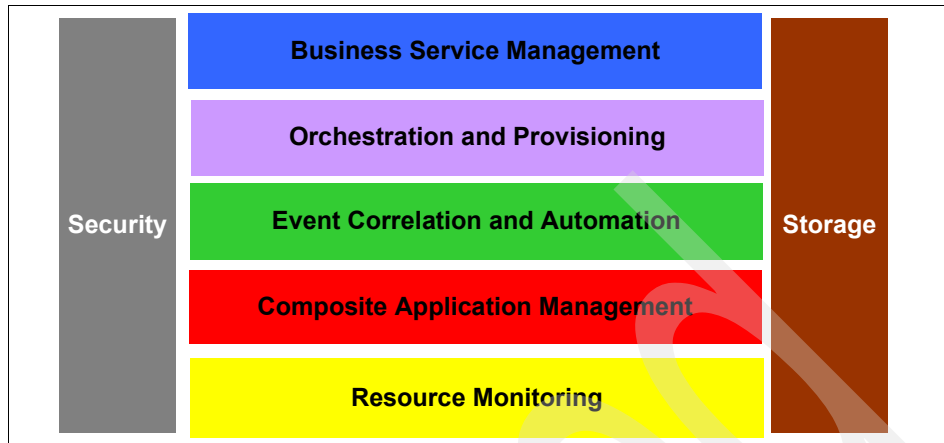 Business Service Management
Orchestration and Provisioning
Security
Event Correlation and Automation
Storage
Composite Application Management
Resource Monitoring